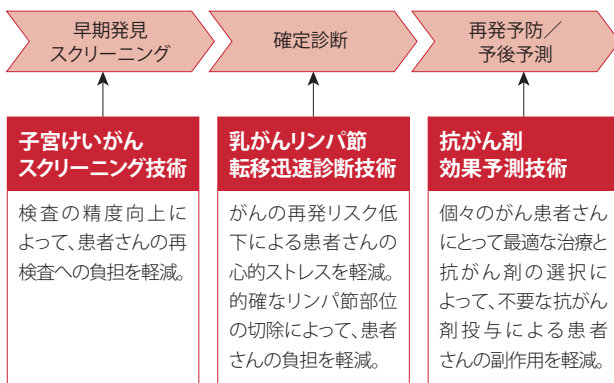 早期発見
スクリーニング
確定診断
再発予防／
予後予測
子宮けいがん
スクリーニング技術
検査の精度向上に
よって、患者さんの再
検査への負担を軽減。
乳がんリンパ節
転移迅速診断技術
がんの再発リスク低
下による患者さんの
心的ストレスを軽減。
的確なリンパ節部位
の切除によって、患者
さんの負担を軽減。
抗がん剤
効果予測技術
個々のがん患者さん
にとって最適な治療と
抗がん剤の選択に
よって、不要な抗がん
剤投与による患者
さんの副作用を軽減。